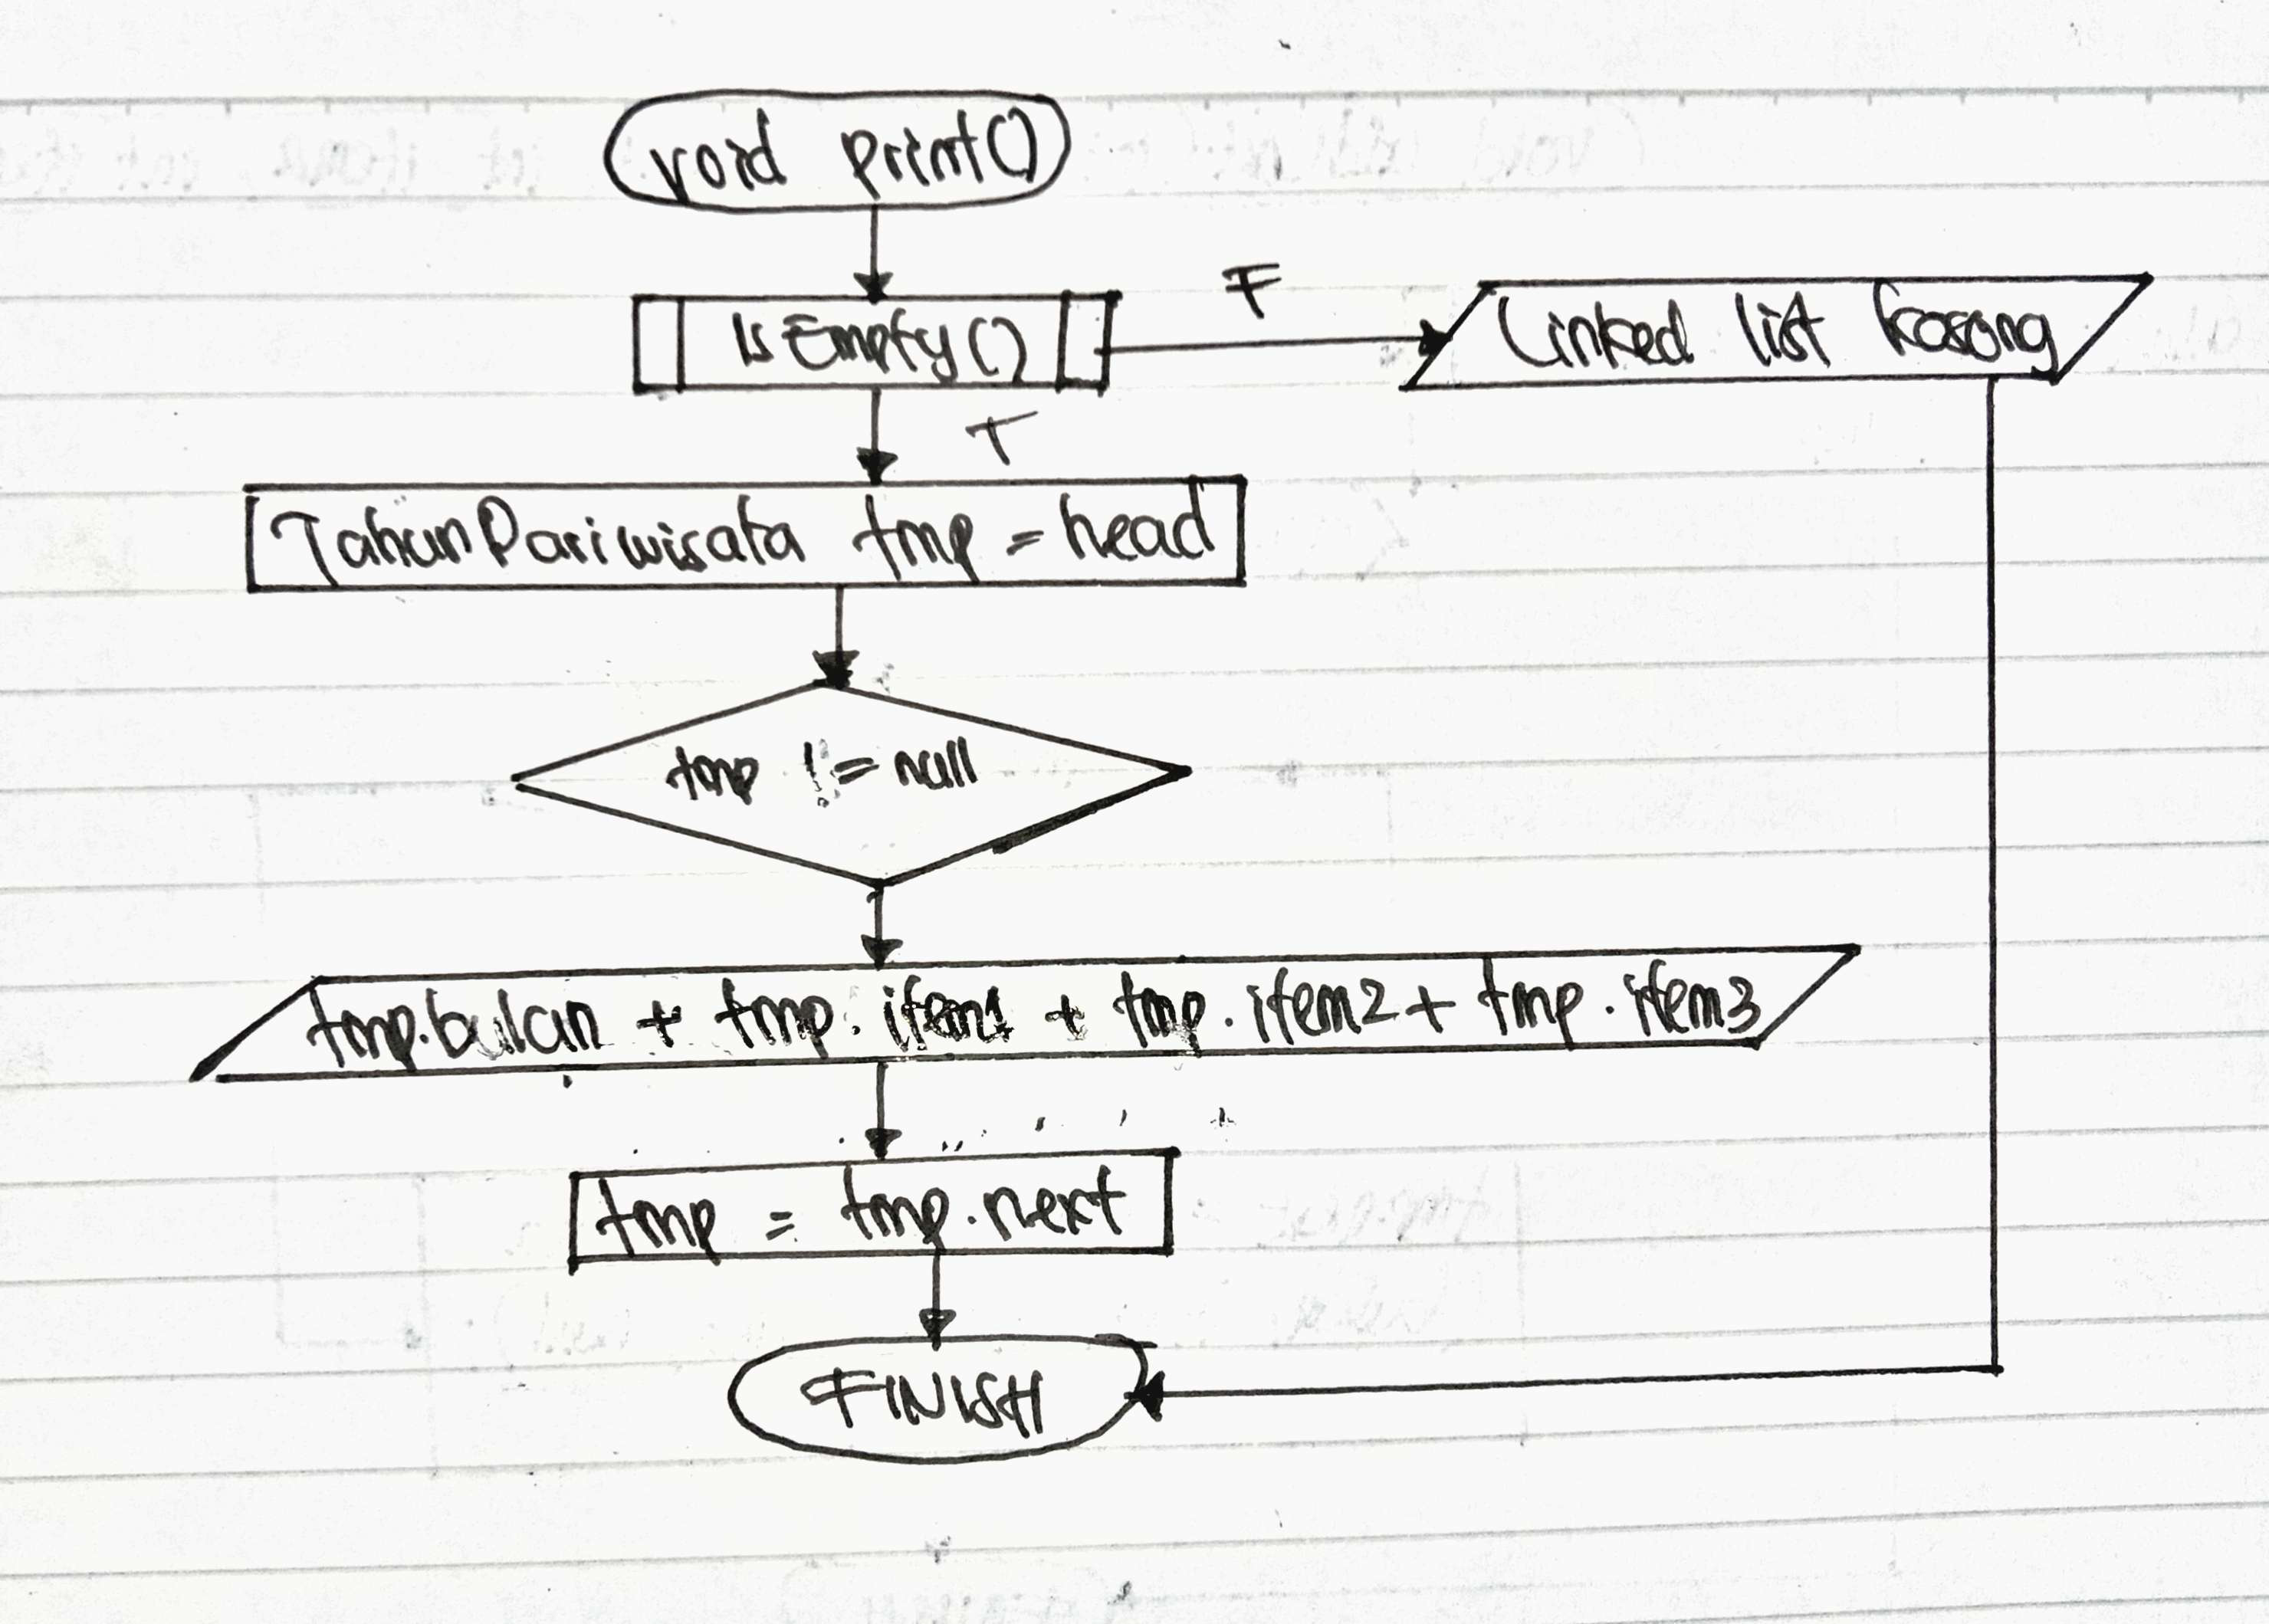 void print()
IsEmpty()
F
Linked list kosong
T
TahunPariwisata tmp = head
tmp != null
tmp.bulan + tmp.item1 + tmp.item2 + tmp.item3
tmp = tmp.next
FINISH